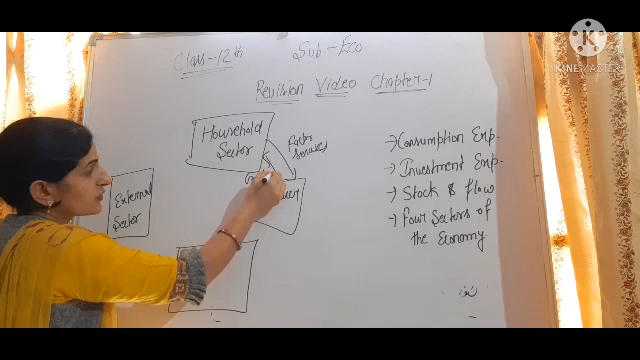 Class-12th
Sub-Eco
Revision Video Chapter-1
KINEMASTER
Household
Sector
Factor
Services
External
Sector
→ Consumption Exp.
→ Investment Exp.
→ Stock & flow
→ Four Sectors of
the Economy